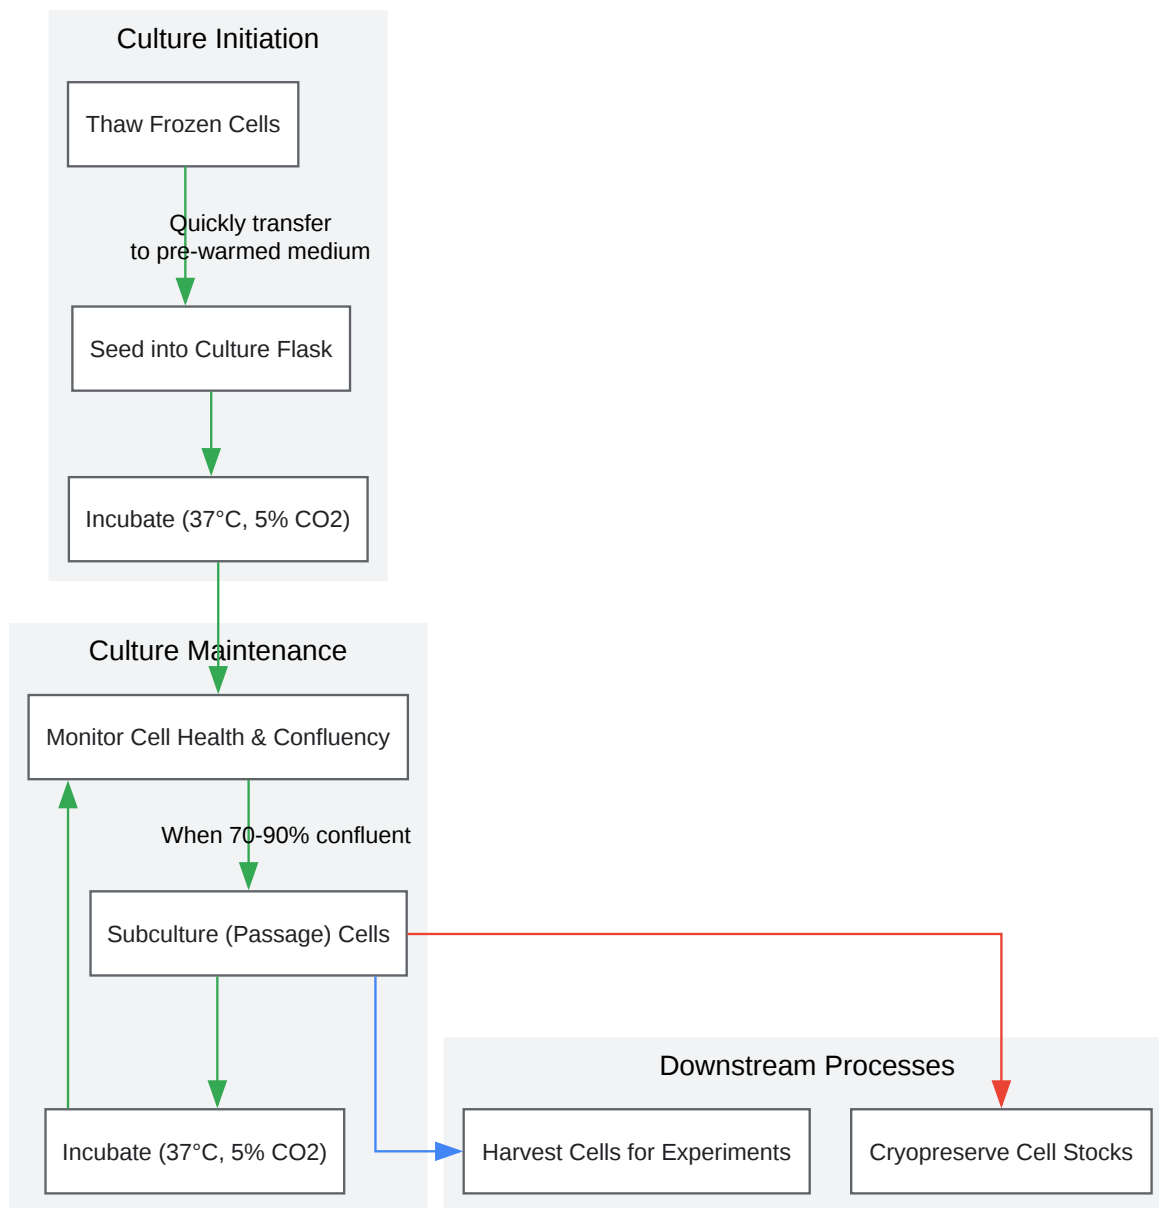 Culture Initiation
Thaw Frozen Cells
Quickly transfer
to pre-warmed medium
Seed into Culture Flask
Incubate (37°C, 5% CO2)
Culture Maintenance
Monitor Cell Health & Confluency
When 70-90% confluent
Subculture (Passage) Cells
Incubate (37°C, 5% CO2)
Downstream Processes
Harvest Cells for Experiments
Cryopreserve Cell Stocks